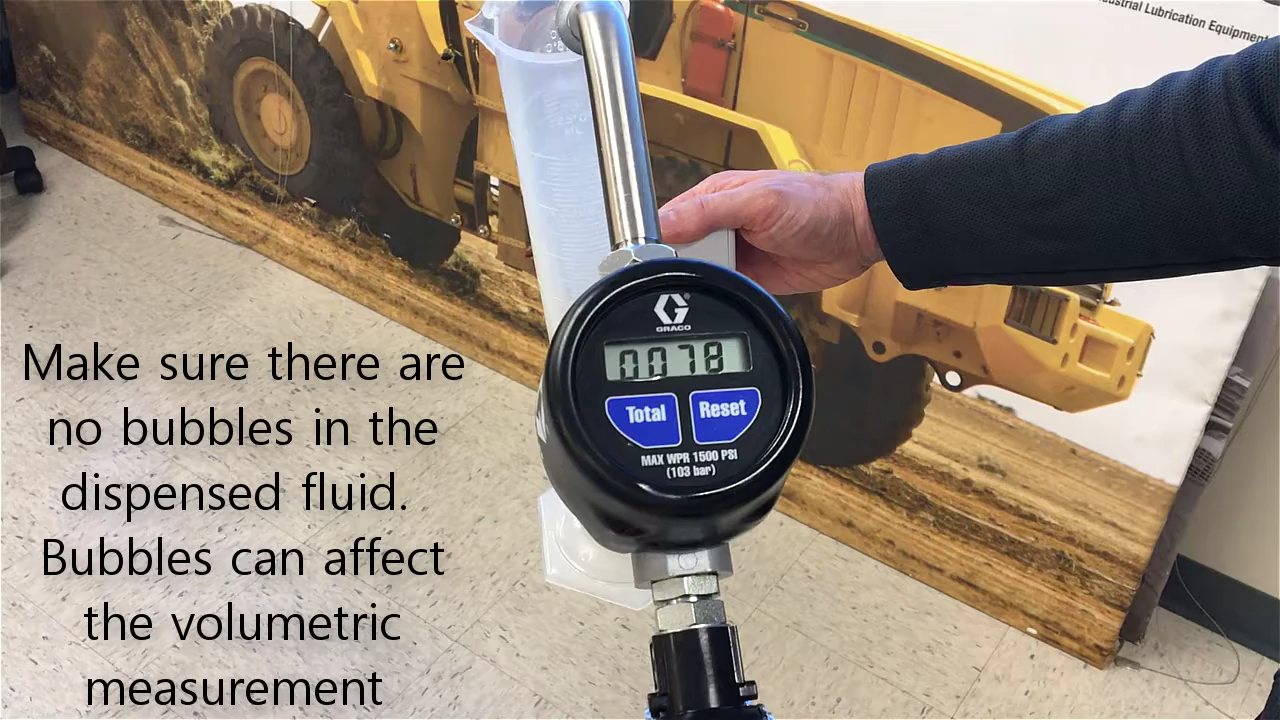 dustrial Lubrication Equipment
GRACO
0078
Total Reset
MAX WPR 1500 PSI
(103 bar)
Make sure there are
no bubbles in the
dispensed fluid.
Bubbles can affect
the volumetric
measurement